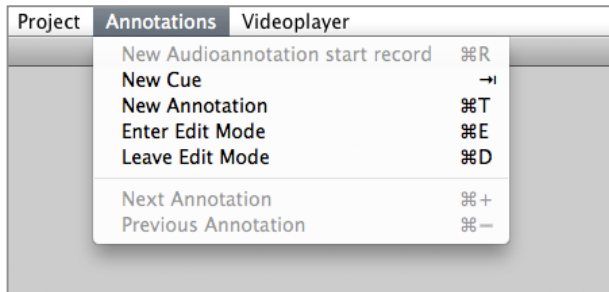 Project Annotations Videoplayer
New Audioannotation start record ⌘R
New Cue ⇥
New Annotation ⌘T
Enter Edit Mode ⌘E
Leave Edit Mode ⌘D
Next Annotation ⌘+
Previous Annotation ⌘−